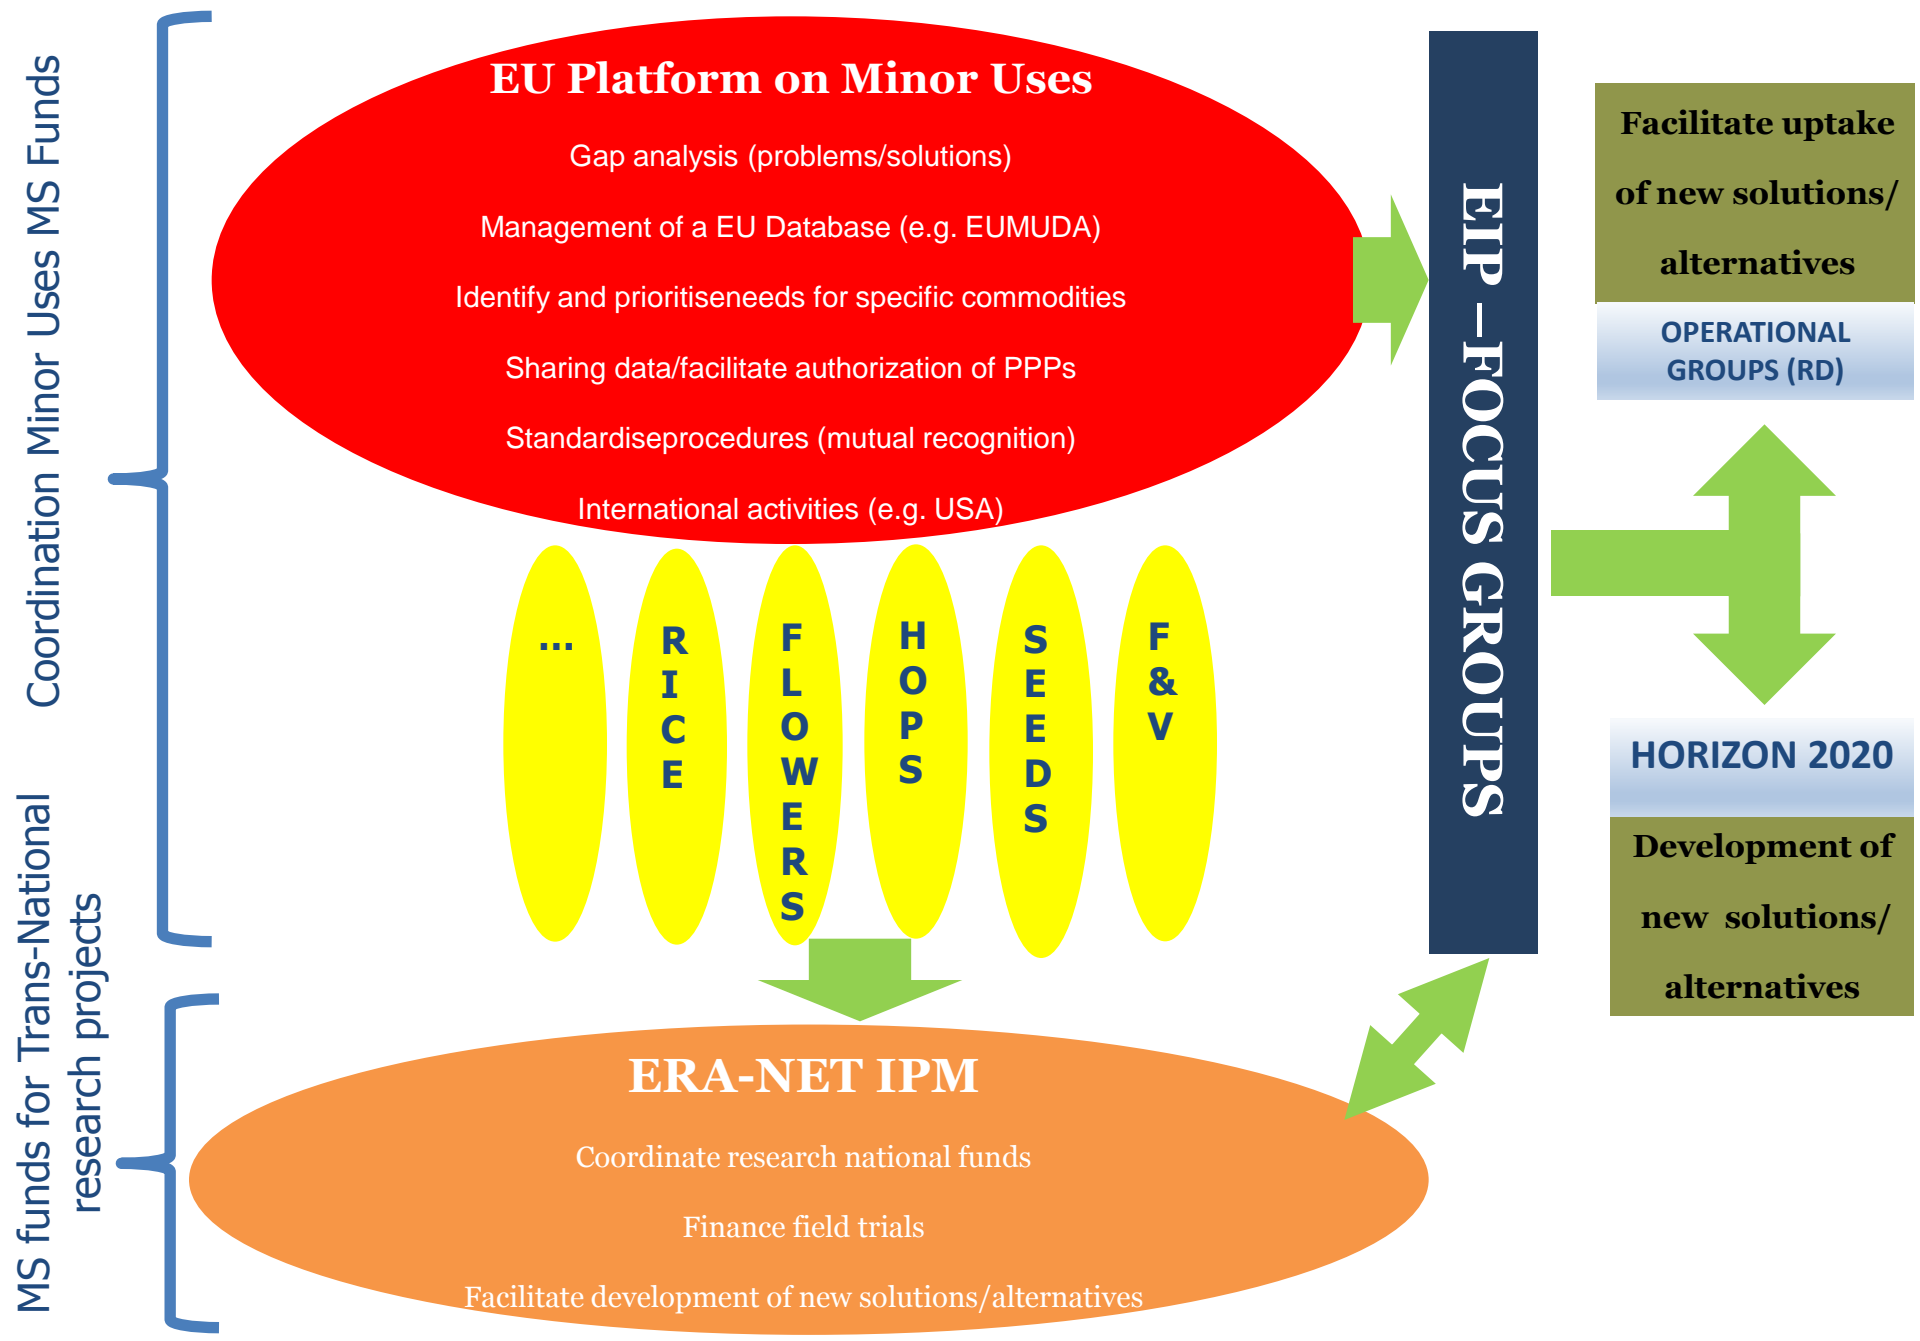 Coordination Minor Uses MS Funds
MS funds for Trans-National
research projects
EU Platform on Minor Uses
Gap analysis (problems/solutions)
Management of a EU Database (e.g. EUMUDA)
Identify and prioritiseneeds for specific commodities
Sharing data/facilitate authorization of PPPs
Standardiseprocedures (mutual recognition)
International activities (e.g. USA)
...
RICE
FLOWERS
HOPS
SEEDS
F&V
ERA-NET IPM
Coordinate research national funds
Finance field trials
Facilitate development of new solutions/alternatives
EIP –FOCUS GROUPS
Facilitate uptake
of new solutions/
alternatives
OPERATIONAL
GROUPS (RD)
HORIZON 2020
Development of
new solutions/
alternatives